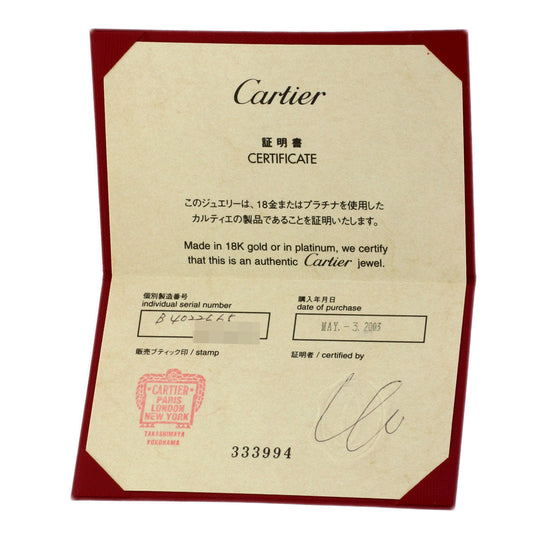 Cartier
証明書
CERTIFICATE
このジュエリーは、18金またはプラチナを使用した
カルティエの製品であることを証明いたします。
Made in 18K gold or in platinum, we certify
that this is an authentic Cartier jewel.
個別製造番号
individual serial number
購入年月日
date of purchase
MAY. -3. 2003
販売ブティック印 / stamp
証明者 / certified by
CARTIER
PARIS
LONDON
NEW YORK
TAKASHIMAYA
YOKOHAMA
333994